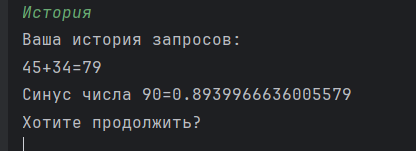 История
Ваша история запросов:
45+34=79
Синус числа 90=0.8939966636005579
Хотите продолжить?